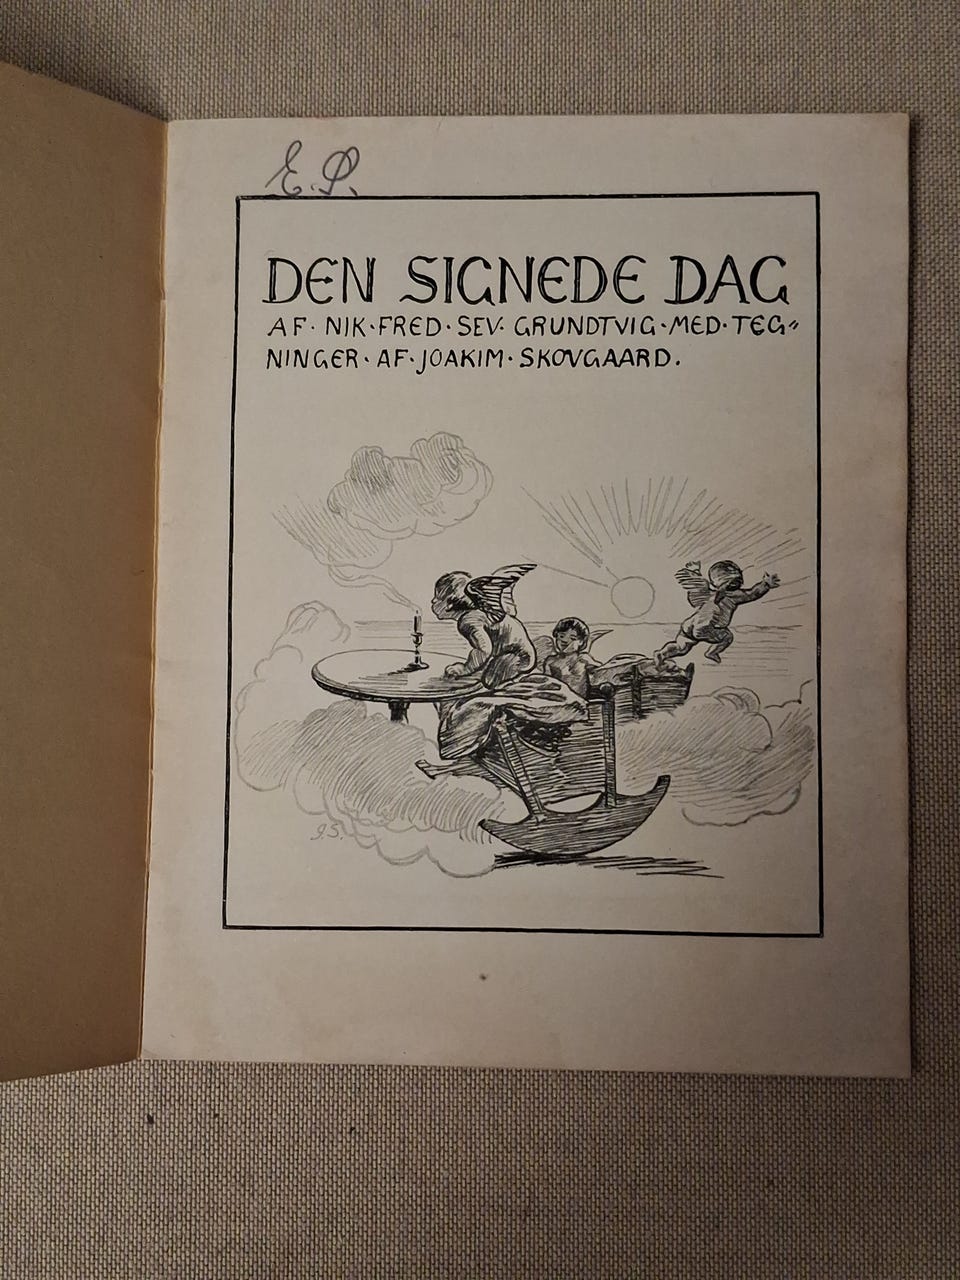 E.P.
DEN SIGNEDE DAG
AF · NIK · FRED · SEV · GRUNDTVIG · MED · TEG=
NINGER · AF · JOAKIM · SKOVGAARD.
J.S.